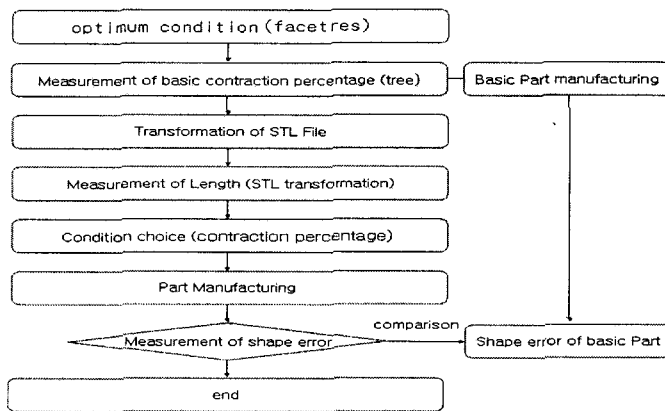 optimum condition (facetres)
Measurement of basic contraction percentage (tree)
Basic Part manufacturing
Transformation of STL File
Measurement of Length (STL transformation)
Condition choice (contraction percentage)
Part Manufacturing
comparison
Measurement of shape error
Shape error of basic Part
end